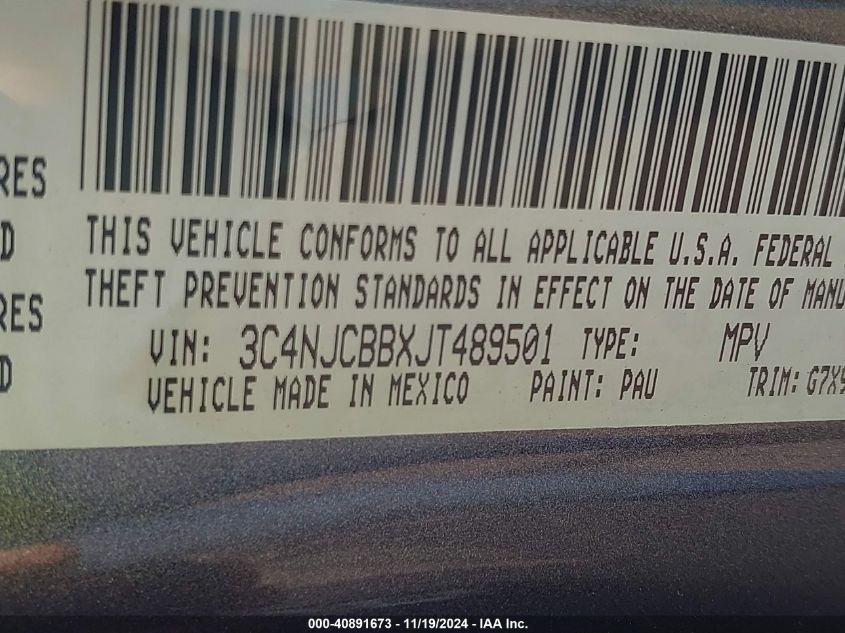 RES
D
RES
D
THIS VEHICLE CONFORMS TO ALL APPLICABLE U.S.A. FEDERAL
THEFT PREVENTION STANDARDS IN EFFECT ON THE DATE OF MANU
VIN: 3C4NJCBBXJT489501 TYPE: MPV
VEHICLE MADE IN MEXICO PAINT: PAU TRIM: G7X9
000-40891673 - 11/19/2024 - IAA Inc.